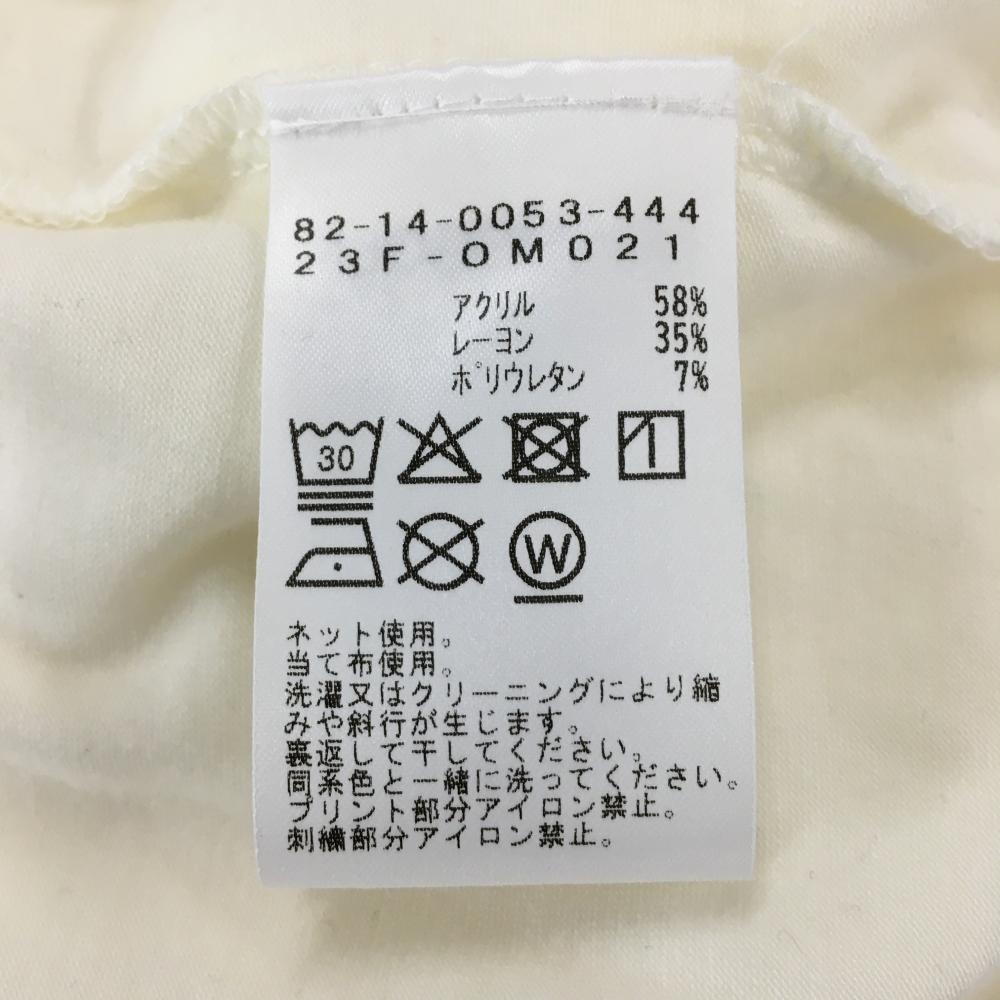 82-14-0053-444
23F-OM021
アクリル 58%
レーヨン 35%
ポリウレタン 7%
30
W
ネット使用。
当て布使用。
洗濯又はクリーニングにより縮
みや斜行が生じます。
裏返して干してください。
同系色と一緒に洗ってください。
プリント部分アイロン禁止。
刺繍部分アイロン禁止。